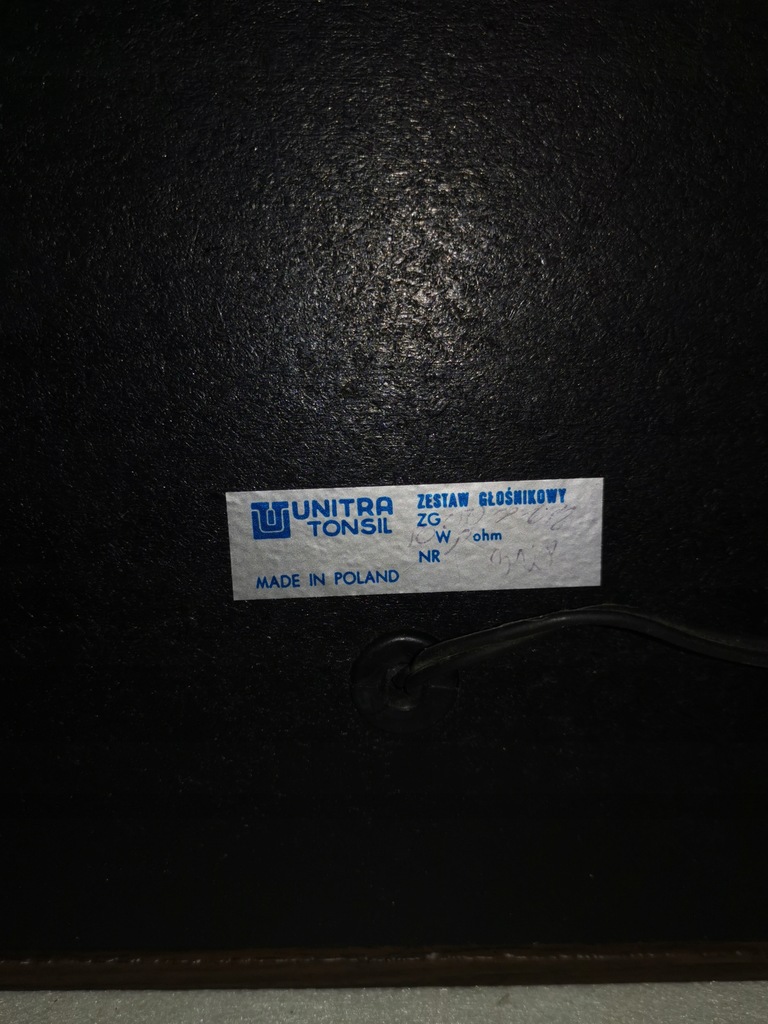 UNITRA
TONSIL
MADE IN POLAND
ZESTAW GŁOŚNIKOWY
ZG
W ohm
NR